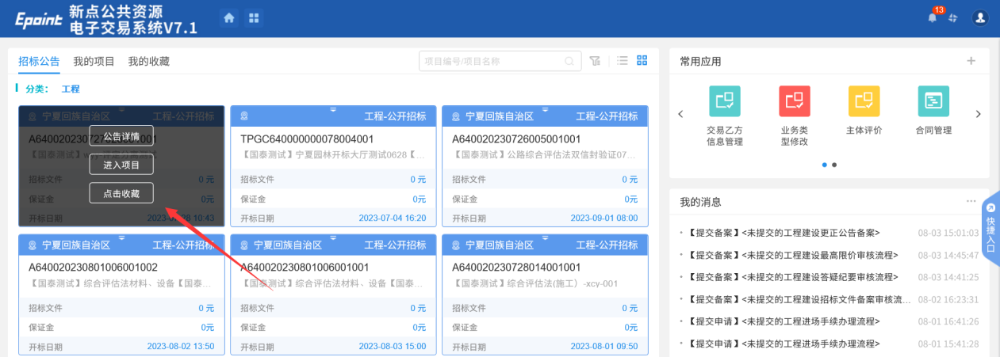 Epoint 新点公共资源
电子交易系统V7.1
13
招标公告 我的项目 我的收藏
项目编号/项目名称
分类： 工程
宁夏回族自治区 工程-公开招标
公告详情
进入项目
点击收藏
招标文件 0 元
保证金 0元
开标日期
工程-公开招标
TPGC640000000078004001
【国泰测试】宁夏园林开标大厅测试0628【...
招标文件 0 元
保证金 0元
开标日期 2023-07-04 16:20
宁夏回族自治区 工程-公开招标
A640020230726005001001
【国泰测试】公路综合评估法双信封验证07...
招标文件 0 元
保证金 0元
开标日期 2023-09-01 08:00
宁夏回族自治区 工程-公开招标
A640020230801006001002
【国泰测试】综合评估法材料、设备【国泰...
招标文件 0 元
保证金 0元
开标日期 2023-08-02 13:50
宁夏回族自治区 工程-公开招标
A640020230801006001001
【国泰测试】综合评估法材料、设备【国泰...
招标文件 0 元
保证金 0元
开标日期 2023-08-03 15:00
宁夏回族自治区 工程-公开招标
A640020230728014001001
【国泰测试】综合评估法(施工）-xcy-001
招标文件 0 元
保证金 0元
开标日期 2023-08-01 09:50
常用应用
交易乙方
信息管理
业务类
型修改
主体评价
合同管理
我的消息
【提交备案】<未提交的工程建设更正公告备案> 08-03 15:01:03
【提交备案】<未提交的工程建设最高限价审核流程> 08-03 14:45:47
【提交备案】<未提交的工程建设答疑纪要审核流程> 08-03 14:41:25
【提交备案】<未提交的工程建设招标文件备案审核流... 08-02 16:23:31
【提交申请】<未提交的工程进场手续办理流程> 08-01 16:41:26
【提交申请】<未提交的工程进场手续办理流程> 08-01 15:41:28
快捷入口